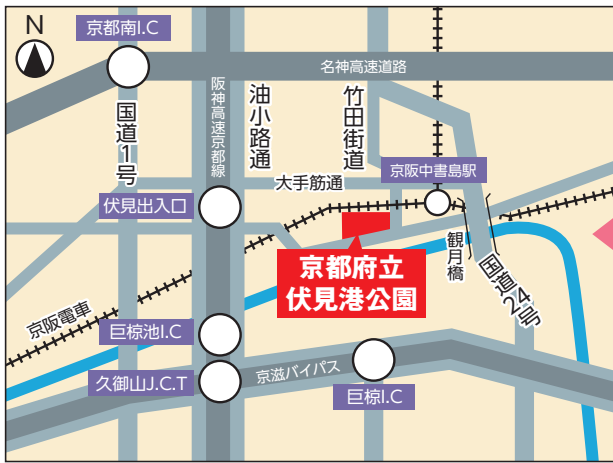 N
京都南I.C
名神高速道路
国道1号
阪神高速京都線
油小路通
竹田街道
京阪中書島駅
大手筋通
伏見出入口
観月橋
国道24号
京都府立
伏見港公園
京阪電車
巨椋池I.C
久御山J.C.T
京滋バイパス
巨椋I.C